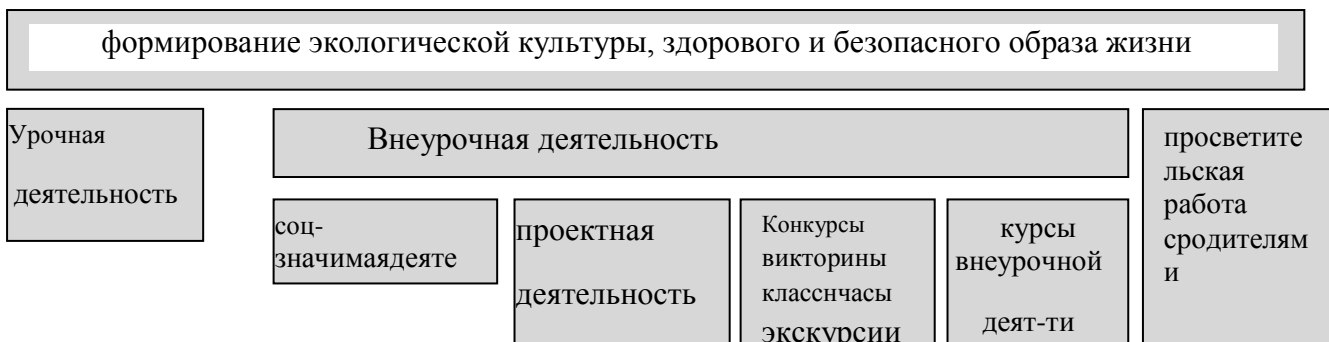 формирование экологической культуры, здорового и безопасного образа жизни
Урочная
деятельность
Внеурочная деятельность
соц-
значимаядеяте
проектная
деятельность
Конкурсы
викторины
класснчасы
экскурсии
курсы
внеурочной
деят-ти
просветите
льская
работа
сродителям
и